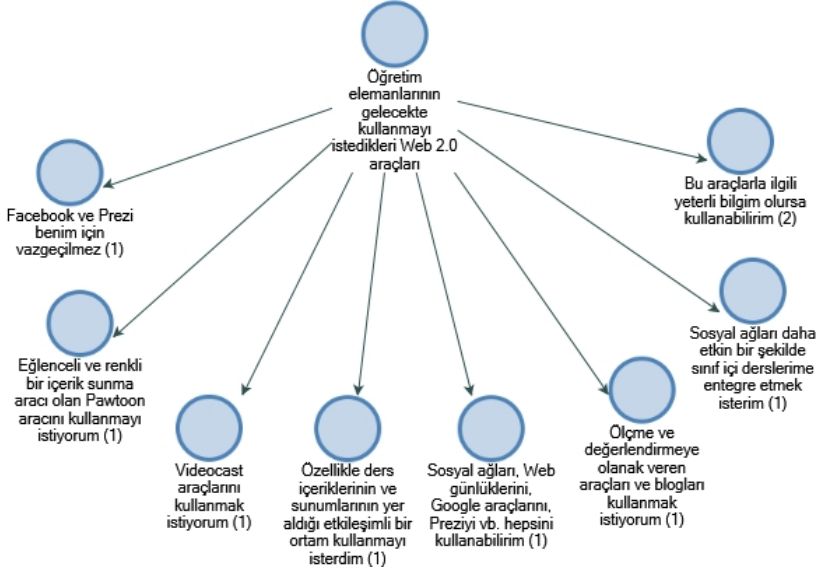 Öğretim
elemanlarının
gelecekte
kullanmayı
istedikleri Web 2.0
araçları
Facebook ve Prezi
benim için
vazgeçilmez (1)
Bu araçlarla ilgili
yeterli bilgim olursa
kullanabilirim (2)
Eğlenceli ve renkli
bir içerik sunma
aracı olan Pawtoon
aracını kullanmayı
istiyorum (1)
Sosyal ağları daha
etkin bir şekilde
sınıf içi derslerime
entegre etmek
isterim (1)
Videocast
araçlarını
kullanmak
istiyorum (1)
Özellikle ders
içeriklerinin ve
sunumlarının yer
aldığı etkileşimli bir
ortam kullanmayı
isterdim (1)
Sosyal ağları, Web
günlüklerini,
Google araçlarını,
Preziyi vb. hepsini
kullanabilirim (1)
Ölçme ve
değerlendirmeye
olanak veren
araçları ve blogları
kullanmak
istiyorum (1)